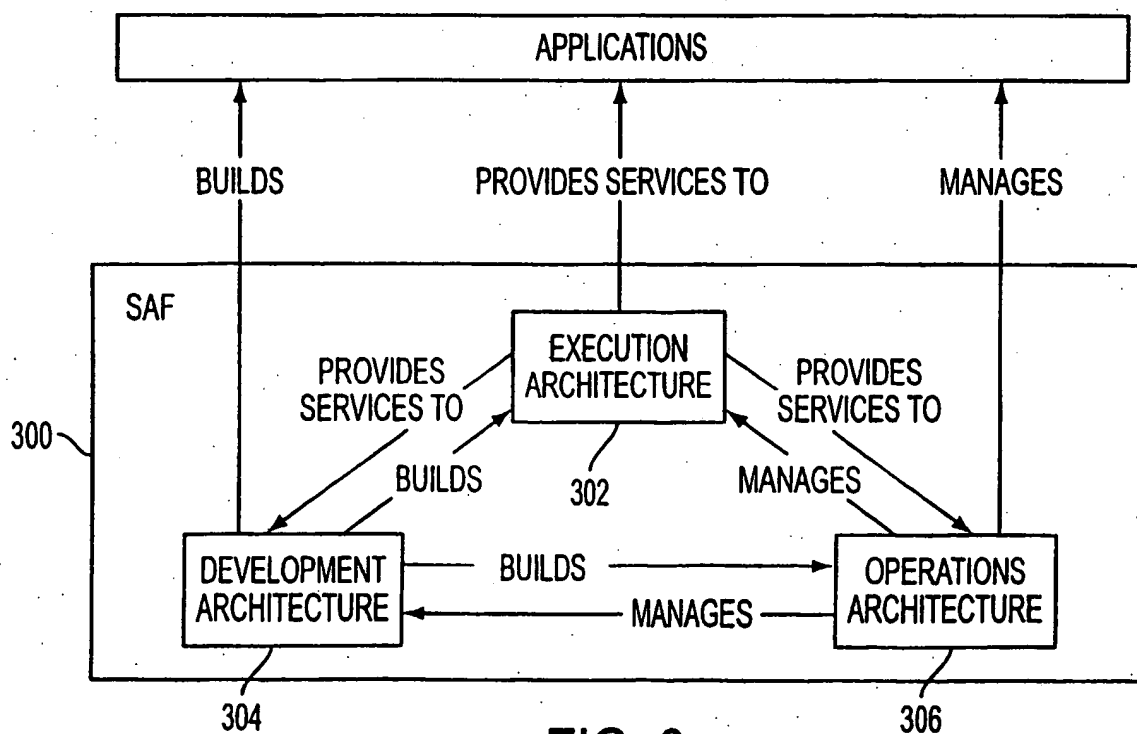 APPLICATIONS
BUILDS
PROVIDES SERVICES TO
MANAGES
SAF
EXECUTION
ARCHITECTURE
PROVIDES
SERVICES TO
PROVIDES
SERVICES TO
300
BUILDS
302
MANAGES
DEVELOPMENT
ARCHITECTURE
BUILDS
MANAGES
OPERATIONS
ARCHITECTURE
304
306